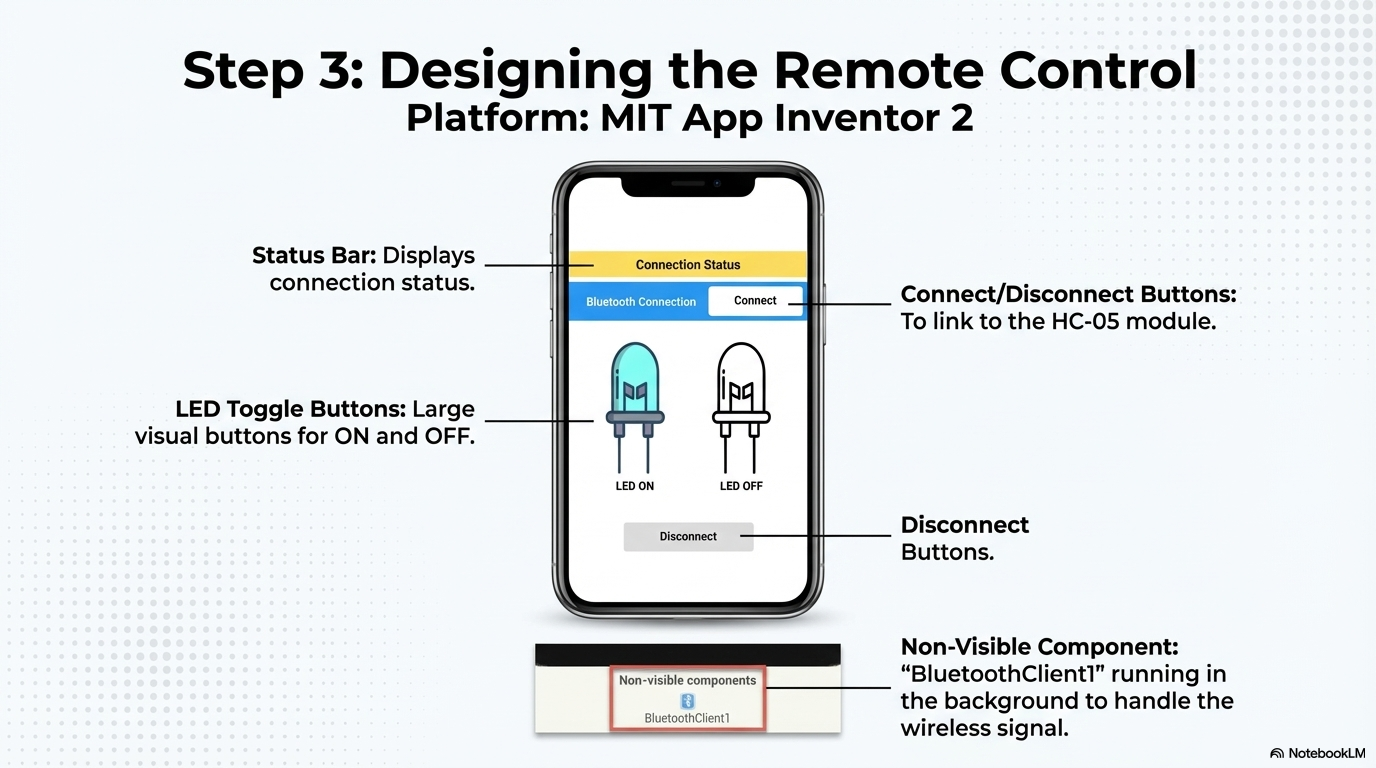 Step 3: Designing the Remote Control
Platform: MIT App Inventor 2
Status Bar: Displays
connection status.
Connection Status
Bluetooth Connection
Connect
Connect/Disconnect Buttons:
To link to the HC-05 module.
LED Toggle Buttons: Large
visual buttons for ON and OFF.
LED ON
LED OFF
Disconnect
Disconnect
Buttons.
Non-visible components
BluetoothClient1
Non-Visible Component:
“BluetoothClient1” running in
the background to handle the
wireless signal.
NotebookLM